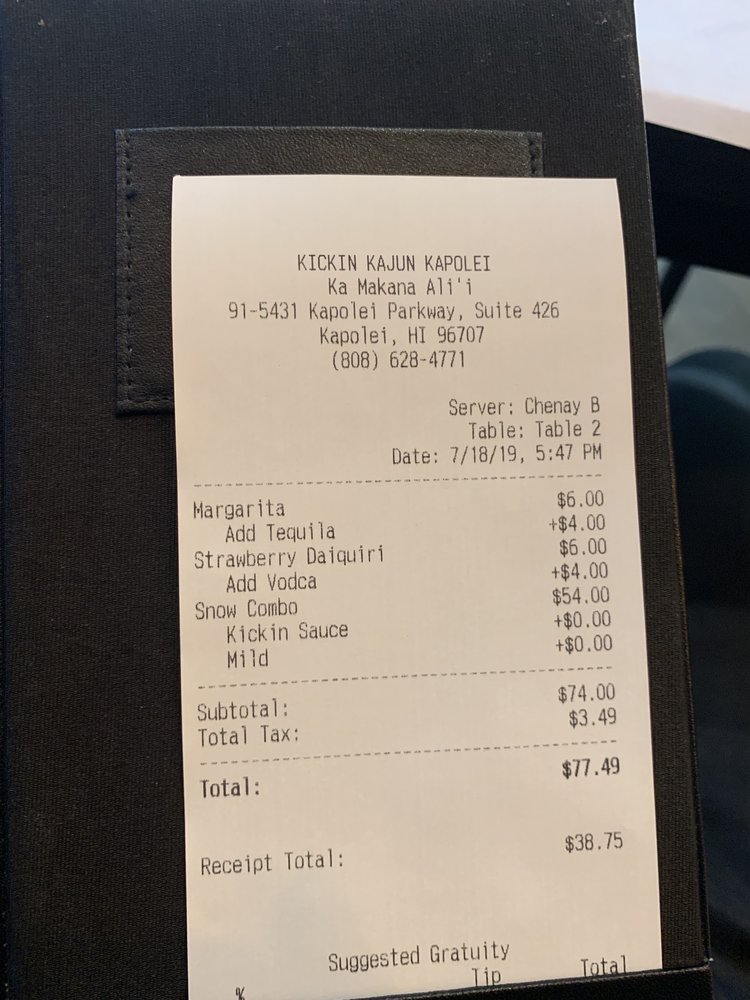 KICKIN KAJUN KAPOLEI
Ka Makana Ali'i
91-5431 Kapolei Parkway, Suite 426
Kapolei, HI 96707
(808) 628-4771
Server: Chenay B
Table: Table 2
Date: 7/18/19, 5:47 PM
Margarita $6.00
Add Tequila +$4.00
Strawberry Daiquiri $6.00
Add Vodca +$4.00
Snow Combo $54.00
Kickin Sauce +$0.00
Mild +$0.00
Subtotal: $74.00
Total Tax: $3.49
Total: $77.49
Receipt Total: $38.75
Suggested Gratuity
% Tip Total